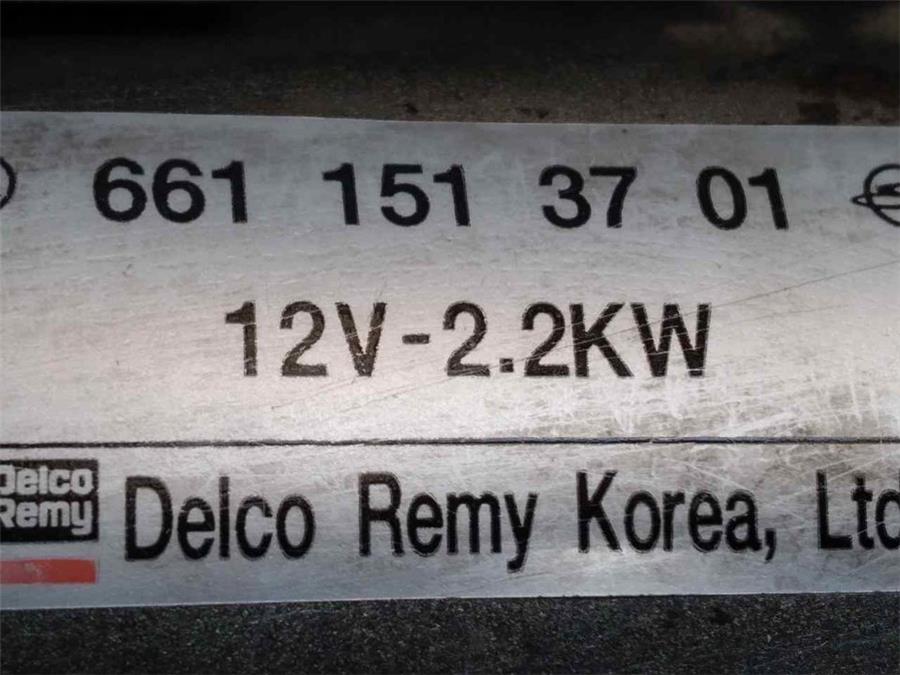 661 151 37 01
12V-2.2KW
Delco
Remy
Delco Remy Korea, Ltd